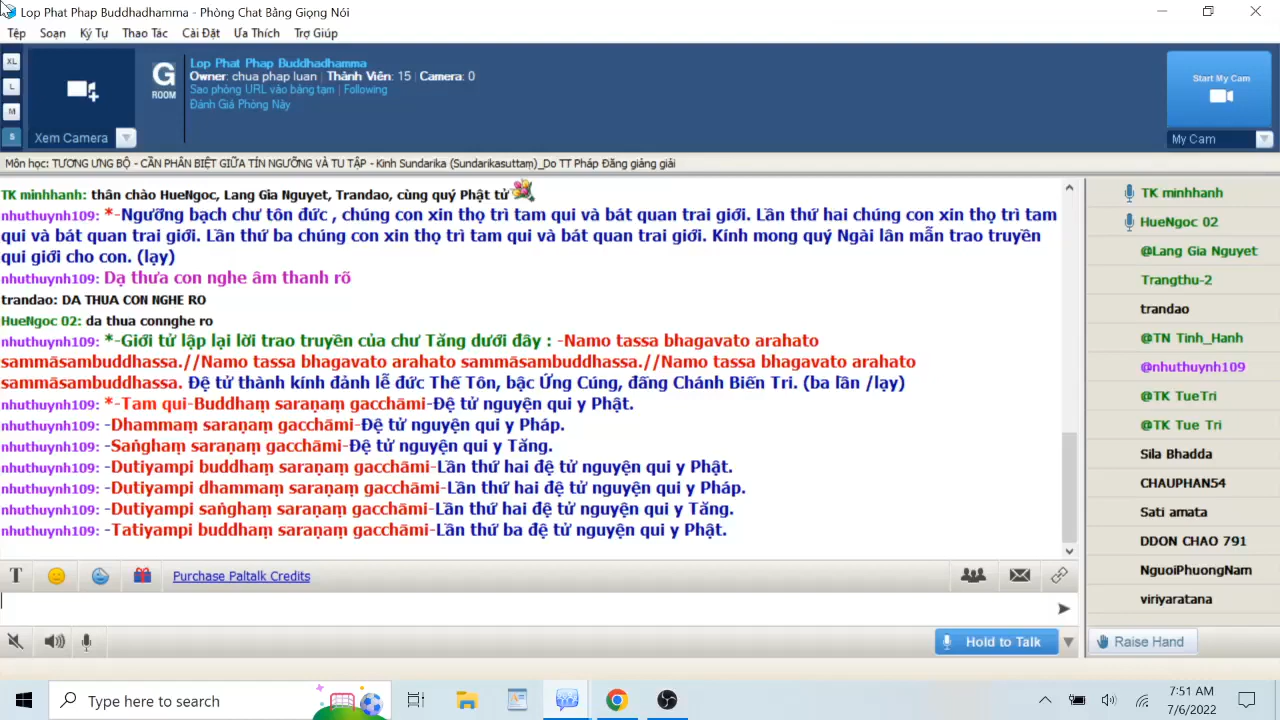 Lop Phat Phap Buddhadhamma - Phòng Chat Bằng Giọng Nói
Tệp Soạn Ký Tự Thao Tác Cài Đặt Ưa Thích Trợ Giúp
XL
L
M
S
Xem Camera
G
ROOM
Lop Phat Phap Buddhadhamma
Owner: chua phap luan | Thành Viên: 15 | Camera: 0
Sao phỏng URL vào bảng tạm | Following
Đánh Giá Phòng Này
Start My Cam
My Cam
Môn học: TƯƠNG ƯNG BỘ - CẦN PHÂN BIỆT GIỮA TÍN NGƯỠNG VÀ TU TẬP - Kinh Sundarika (Sundarikasuttam)_Do TT Pháp Đăng giảng giải
TK minhhanh: thân chào HueNgoc, Lang Gia Nguyet, Trandao, cùng quý Phật tử
nhuthuynh109: *-Ngưỡng bạch chư tôn đức , chúng con xin thọ trì tam qui và bát quan trai giới. Lần thứ hai chúng con xin thọ trì tam
qui và bát quan trai giới. Lần thứ ba chúng con xin thọ trì tam qui và bát quan trai giới. Kính mong quý Ngài lân mẫn trao truyền
qui giới cho con. (lạy)
nhuthuynh109: Dạ thưa con nghe âm thanh rõ
trandao: DA THUA CON NGHE RO
HueNgoc 02: da thua connghe ro
nhuthuynh109: *-Giới tử lập lại lời trao truyền của chư Tăng dưới đây : -Namo tassa bhagavato arahato
sammāsambuddhassa.//Namo tassa bhagavato arahato sammāsambuddhassa.//Namo tassa bhagavato arahato
sammāsambuddhassa. Đệ tử thành kính đảnh lễ đức Thế Tôn, bậc Ứng Cúng, đấng Chánh Biến Tri. (ba lần /lạy)
nhuthuynh109: *-Tam qui-Buddhaṃ saraṇaṃ gacchāmi-Đệ tử nguyện qui y Phật.
nhuthuynh109: -Dhammaṃ saraṇaṃ gacchāmi-Đệ tử nguyện qui y Pháp.
nhuthuynh109: -Saṅghaṃ saraṇaṃ gacchāmi-Đệ tử nguyện qui y Tăng.
nhuthuynh109: -Dutiyampi buddhaṃ saraṇaṃ gacchāmi-Lần thứ hai đệ tử nguyện qui y Phật.
nhuthuynh109: -Dutiyampi dhammaṃ saraṇaṃ gacchāmi-Lần thứ hai đệ tử nguyện qui y Pháp.
nhuthuynh109: -Dutiyampi saṅghaṃ saraṇaṃ gacchāmi-Lần thứ hai đệ tử nguyện qui y Tăng.
nhuthuynh109: -Tatiyampi buddhaṃ saraṇaṃ gacchāmi-Lần thứ ba đệ tử nguyện qui y Phật.
TK minhhanh
HueNgoc 02
@Lang Gia Nguyet
Trangthu-2
trandao
@TN Tinh_Hanh
@nhuthuynh109
@TK TueTri
@TK Tue Tri
Sila Bhadda
CHAUPHAN54
Sati amata
DDON CHAO 791
NguoiPhuongNam
viriyaratana
T Purchase Paltalk Credits
Hold to Talk
Raise Hand
Type here to search
7:51 AM
7/6/2022